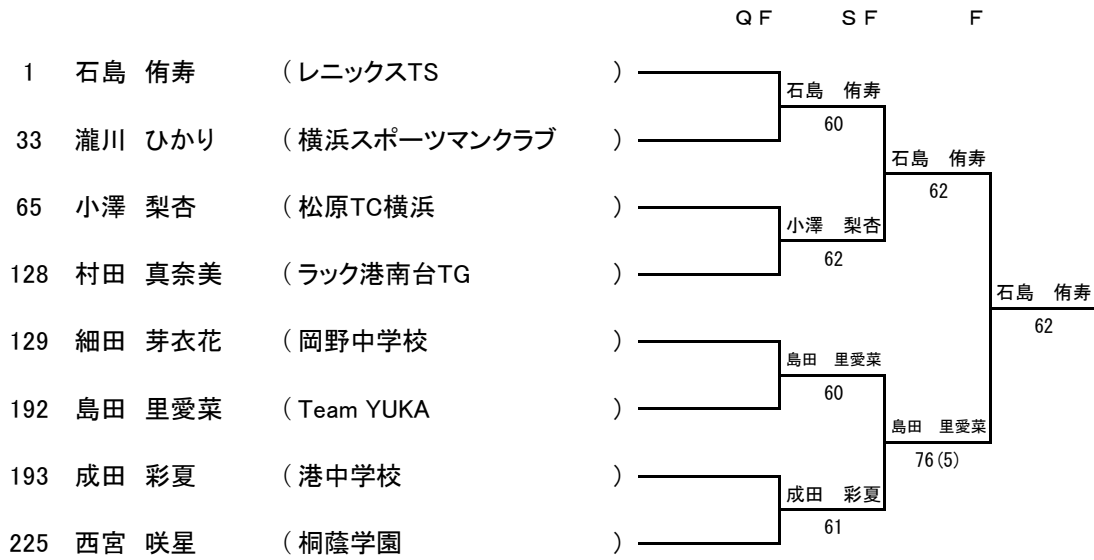 ＱＦ ＳＦ Ｆ
1 石島 侑寿 （ レニックスTS ）
石島 侑寿
60
33 瀧川 ひかり （ 横浜スポーツマンクラブ ）
石島 侑寿
62
65 小澤 梨杏 （ 松原TC横浜 ）
小澤 梨杏
62
128 村田 真奈美 （ ラック港南台TG ）
石島 侑寿
62
129 細田 芽衣花 （ 岡野中学校 ）
島田 里愛菜
60
192 島田 里愛菜 （ Team YUKA ）
島田 里愛菜
76(5)
193 成田 彩夏 （ 港中学校 ）
成田 彩夏
61
225 西宮 咲星 （ 桐蔭学園 ）